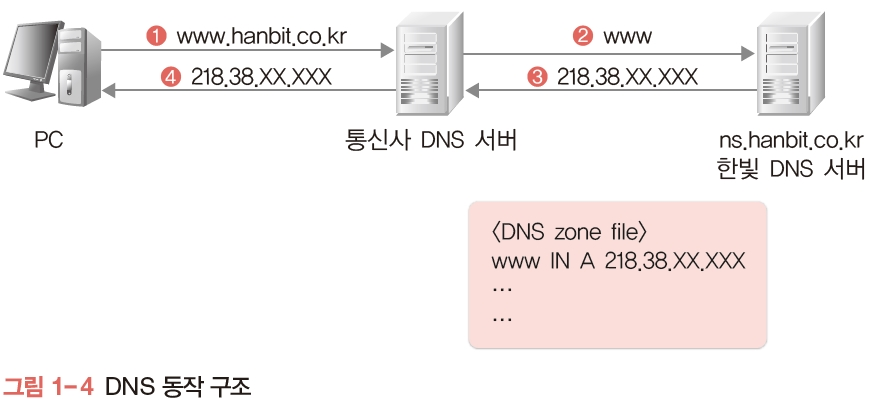 ❶ www.hanbit.co.kr
❷ www
❹ 218.38.XX.XXX
❸ 218.38.XX.XXX
PC
통신사 DNS 서버
ns.hanbit.co.kr
한빛 DNS 서버
〈DNS zone file〉
www IN A 218.38.XX.XXX
...
...
그림 1-4 DNS 동작 구조